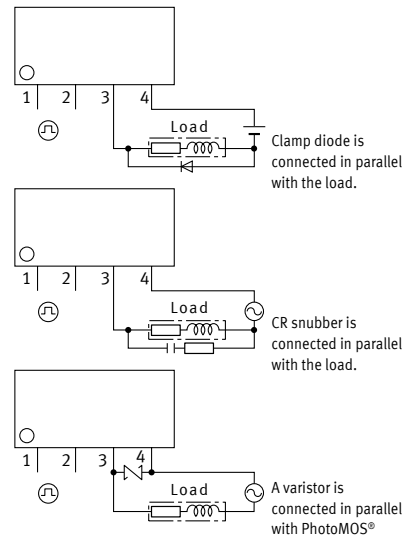 1 2 3 4
Load
Clamp diode is
connected in parallel
with the load.
1 2 3 4
Load
CR snubber is
connected in parallel
with the load.
1 2 3 4
Load
A varistor is
connected in parallel
with PhotoMOS®